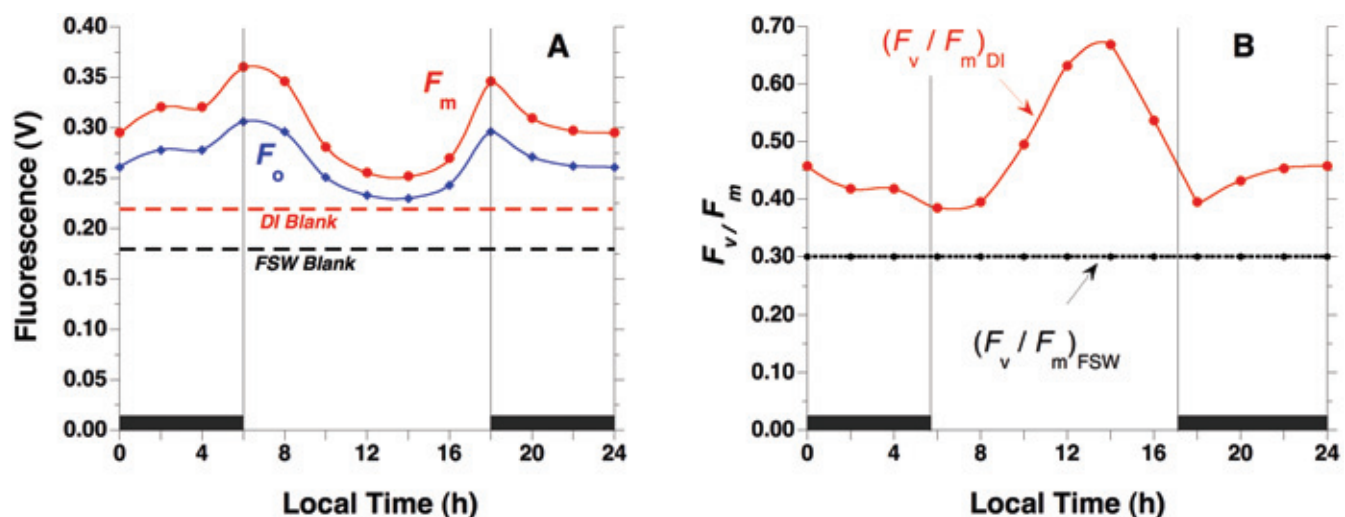 A
0.40
0.35
0.30
0.25
0.20
0.15
0.10
0.05
0.00
Fluorescence (V)
Fm
Fo
DI Blank
FSW Blank
0 4 8 12 16 20 24
Local Time (h)
B
0.70
0.60
0.50
0.40
0.30
0.20
0.10
0.00
Fv/Fm
(Fv / Fm)DI
(Fv / Fm)FSW
0 4 8 12 16 20 24
Local Time (h)